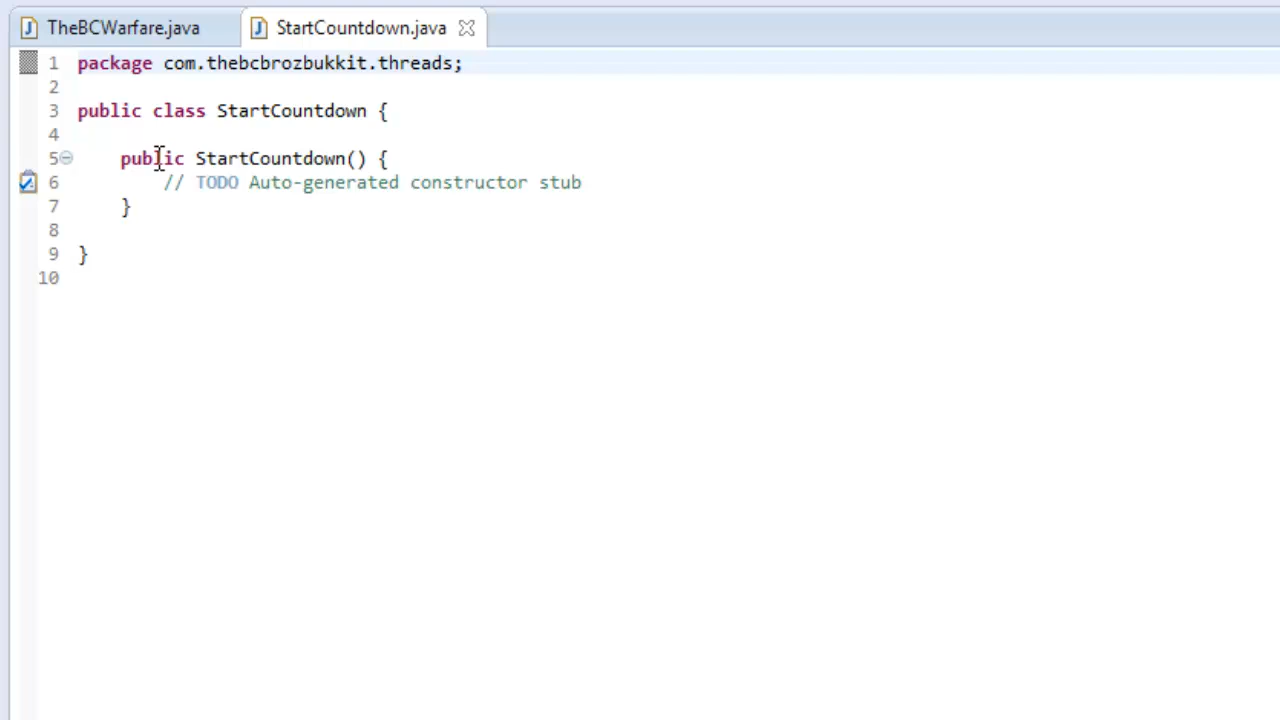 TheBCWarfare.java StartCountdown.java
1 package com.thebcbrozbukkit.threads;
2
3 public class StartCountdown {
4
5 public StartCountdown() {
6 // TODO Auto-generated constructor stub
7 }
8
9 }
10